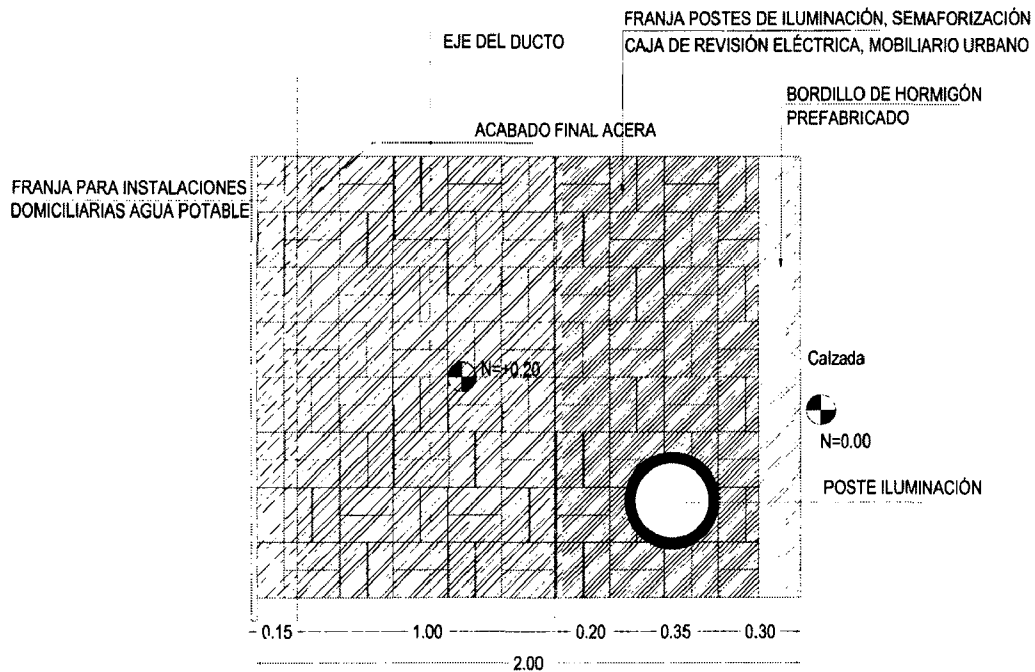 FRANJA POSTES DE ILUMINACIÓN, SEMAFORIZACIÓN
CAJA DE REVISIÓN ELÉCTRICA, MOBILIARIO URBANO
EJE DEL DUCTO
BORDILLO DE HORMIGÓN
PREFABRICADO
ACABADO FINAL ACERA
FRANJA PARA INSTALACIONES
DOMICILIARIAS AGUA POTABLE
Calzada
N=+0.20
N=0.00
POSTE ILUMINACIÓN
0.15 1.00 0.20 0.35 0.30
2.00